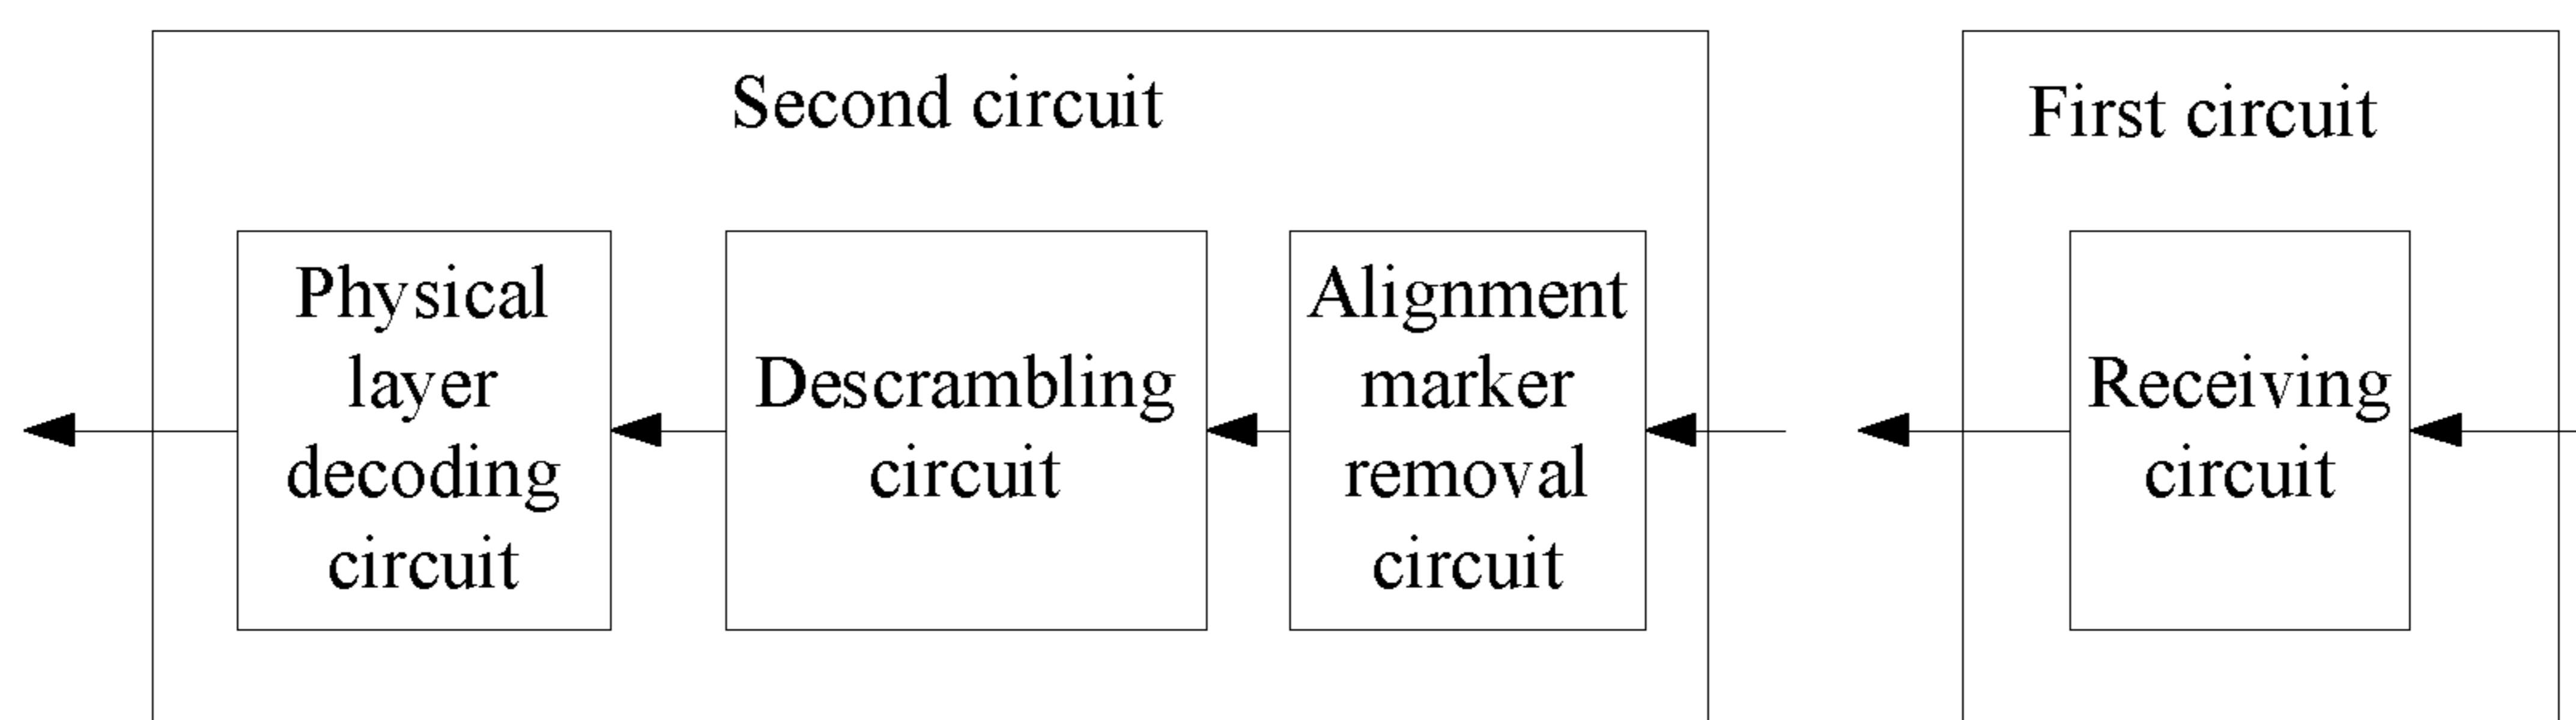 Second circuit
First circuit
Physical
layer
decoding
circuit
Descrambling
circuit
Alignment
marker
removal
circuit
Receiving
circuit